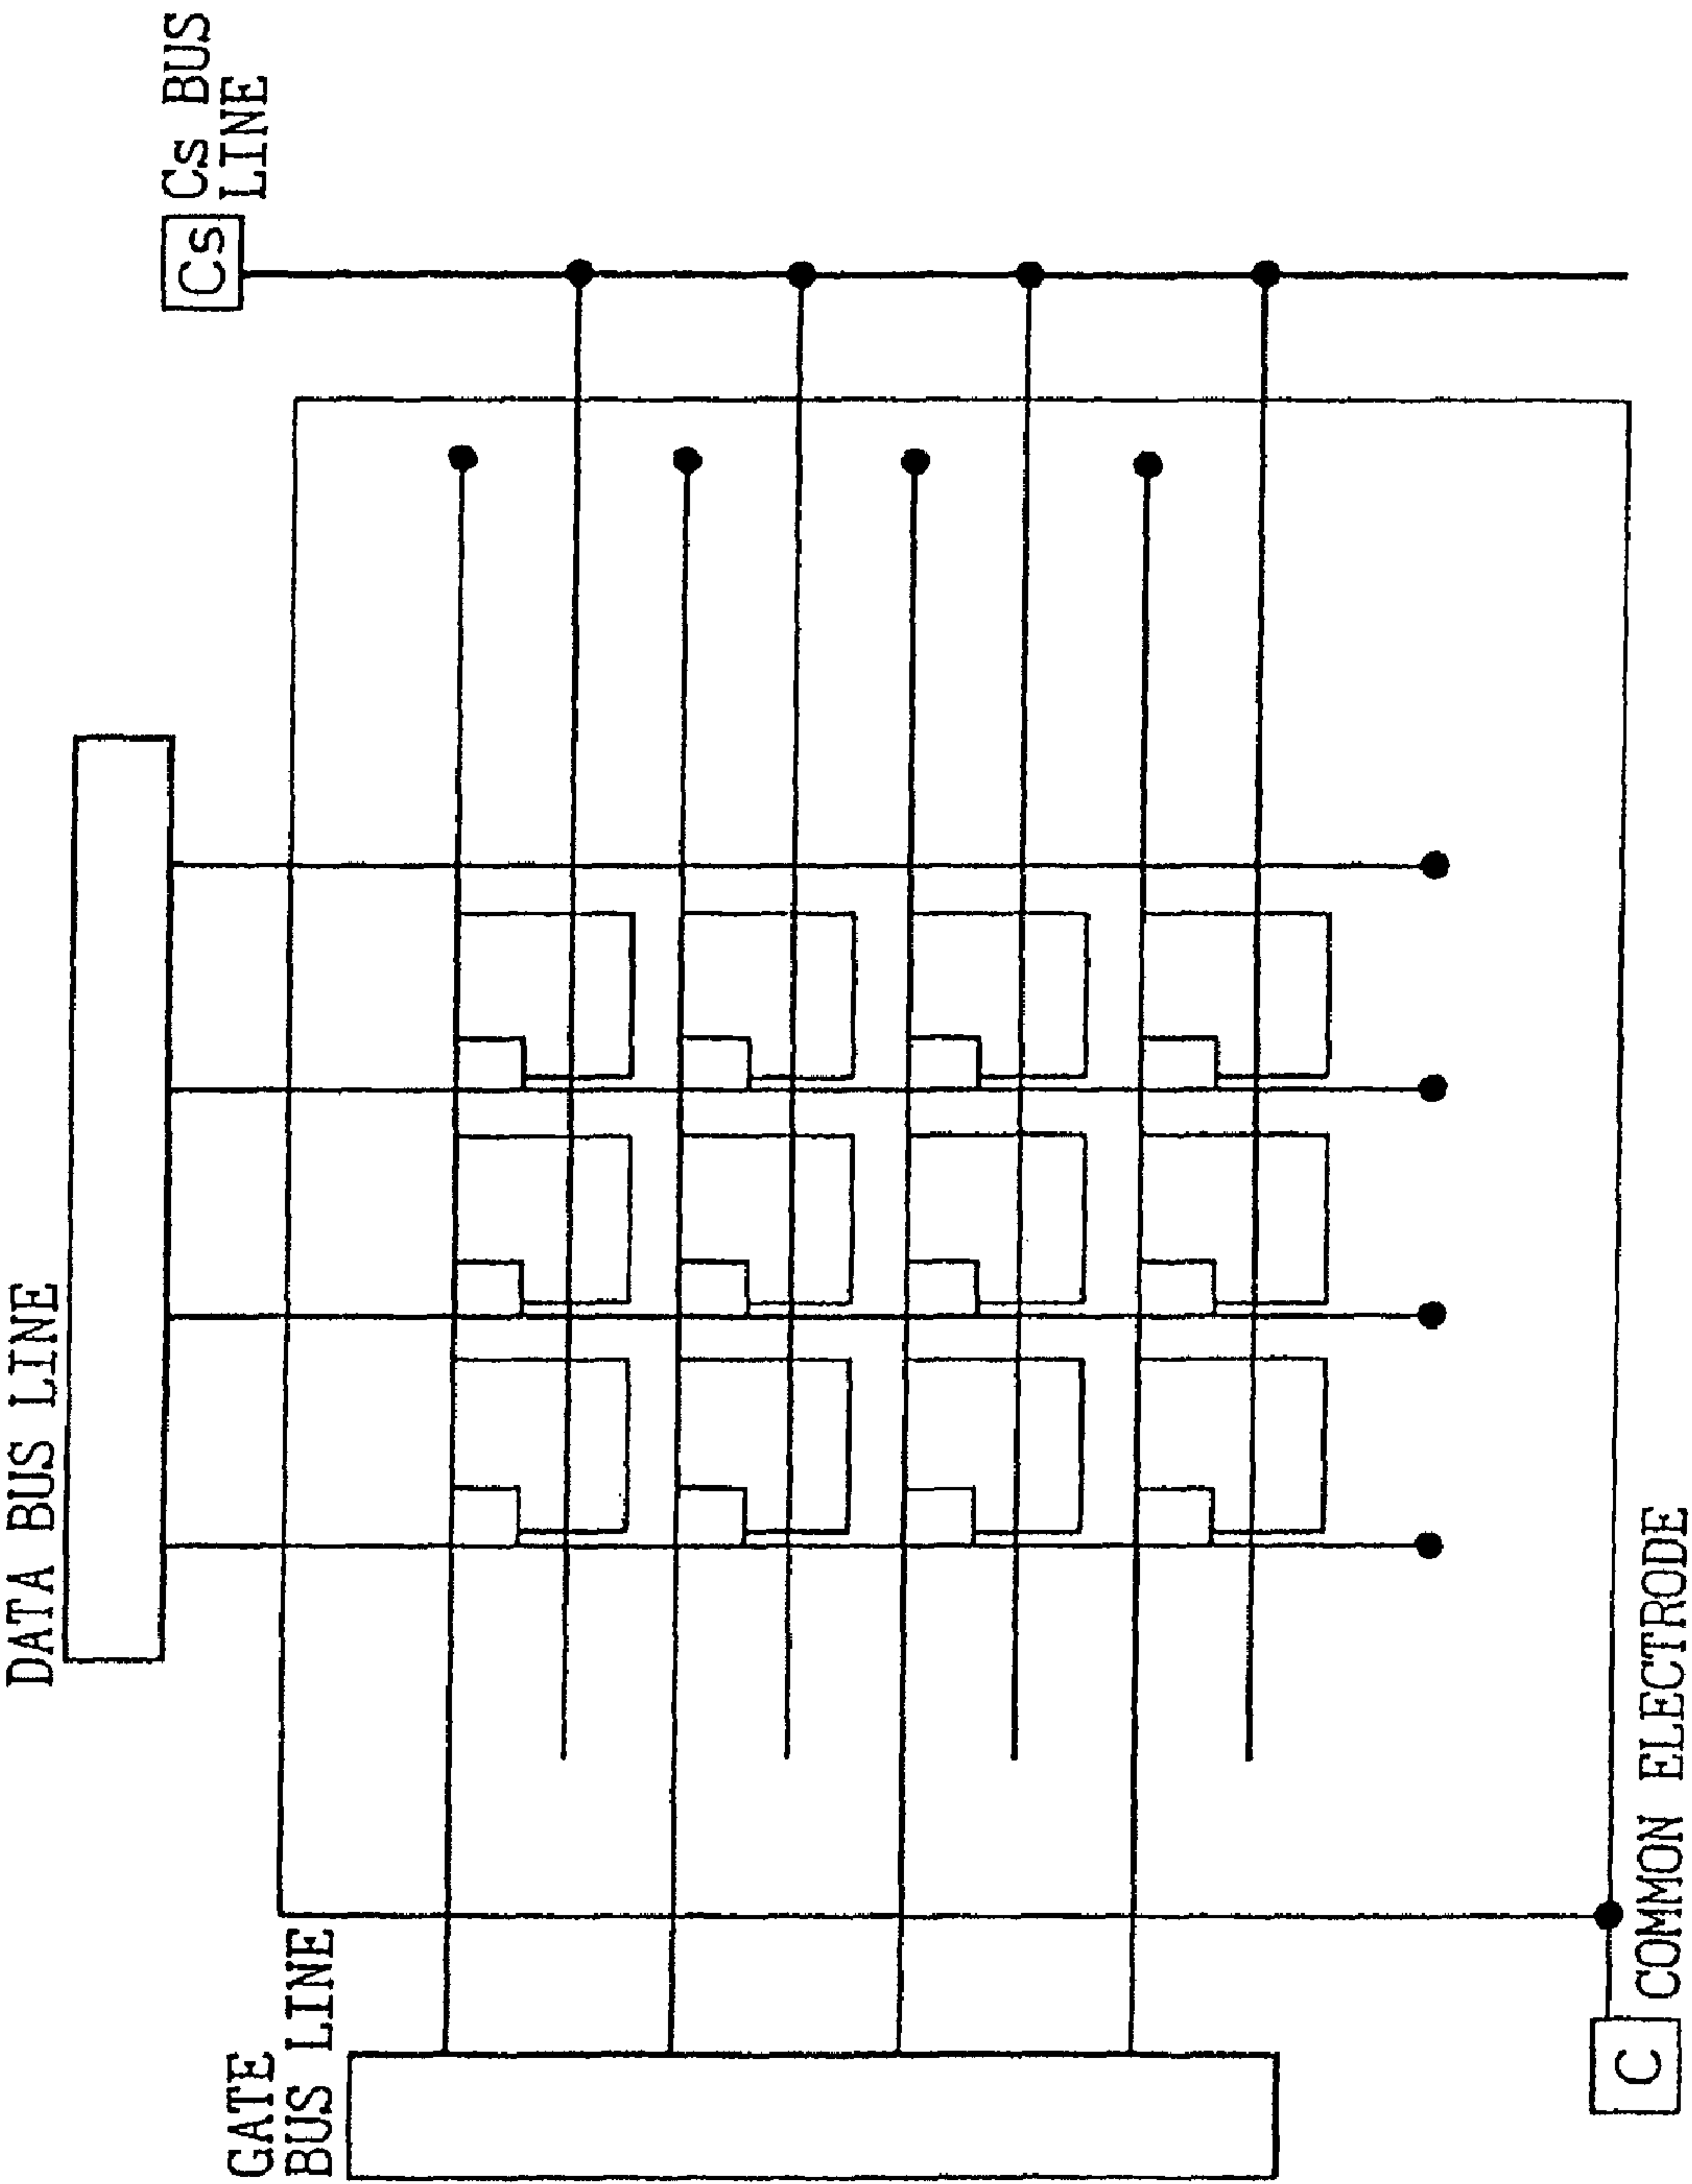 DATA BUS LINE
GATE
BUS LINE
Cs
Cs BUS
LINE
C
COMMON ELECTRODE